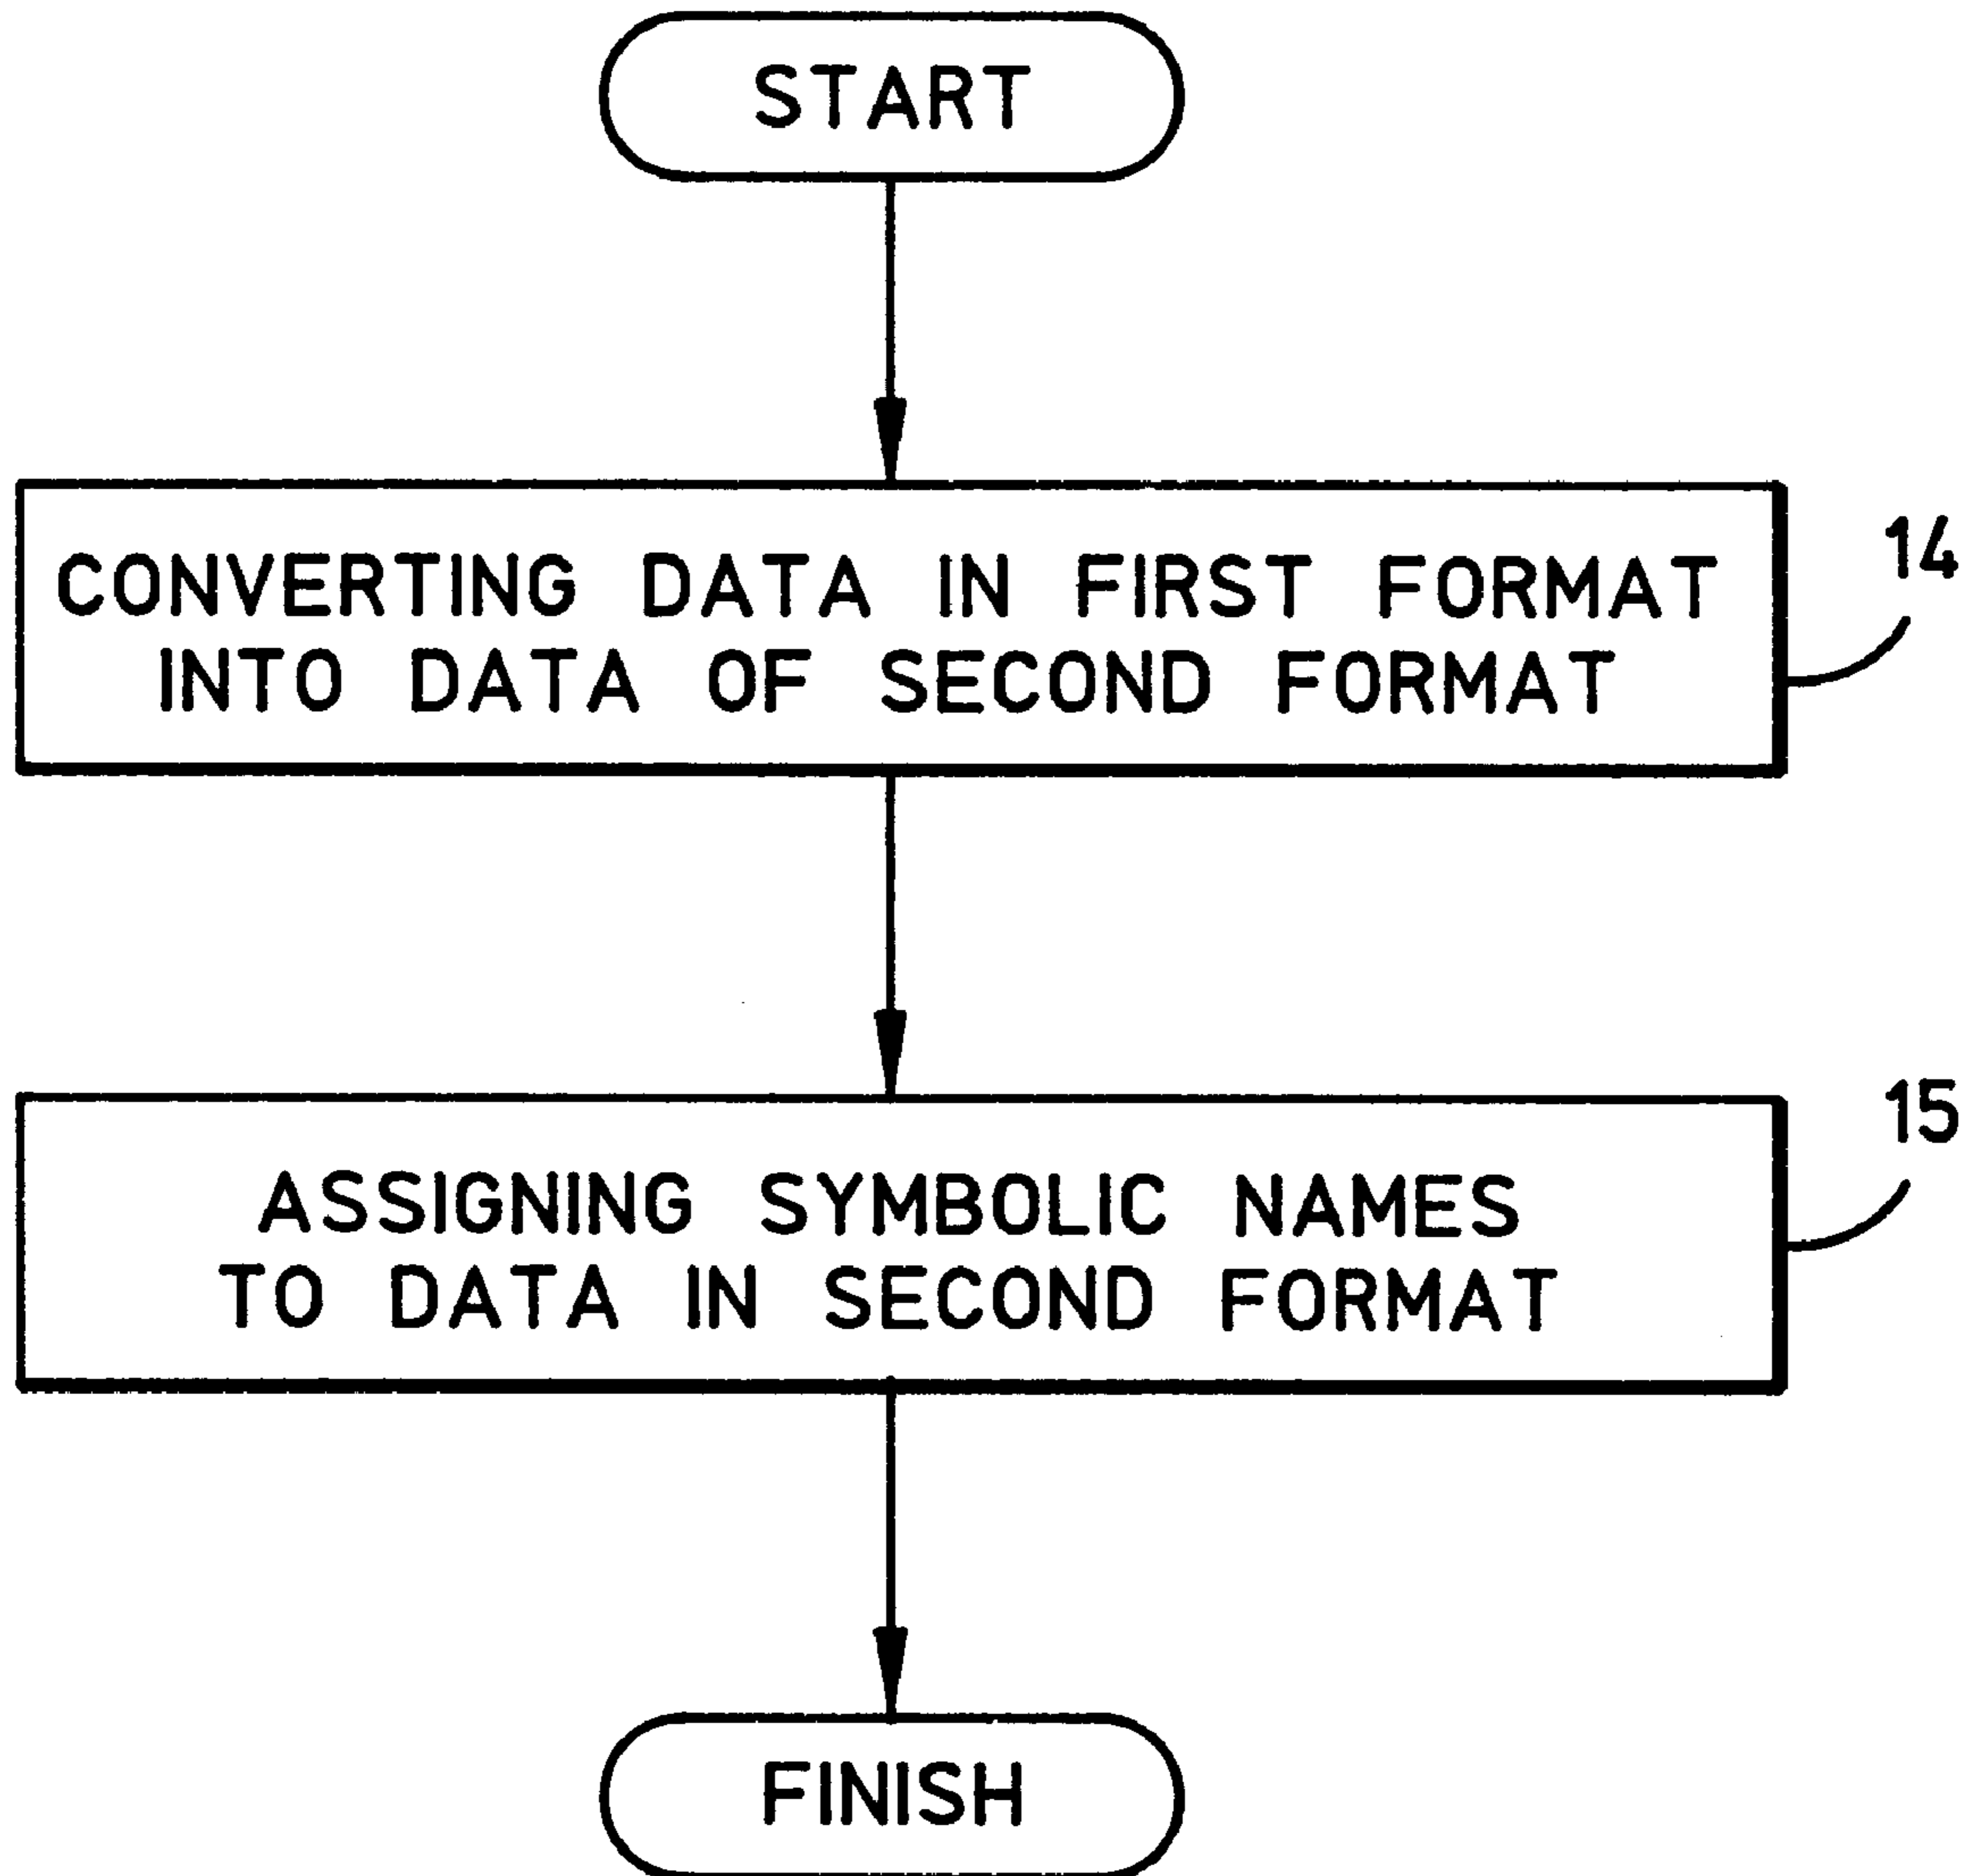 START
CONVERTING DATA IN FIRST FORMAT
INTO DATA OF SECOND FORMAT
14
ASSIGNING SYMBOLIC NAMES
TO DATA IN SECOND FORMAT
15
FINISH